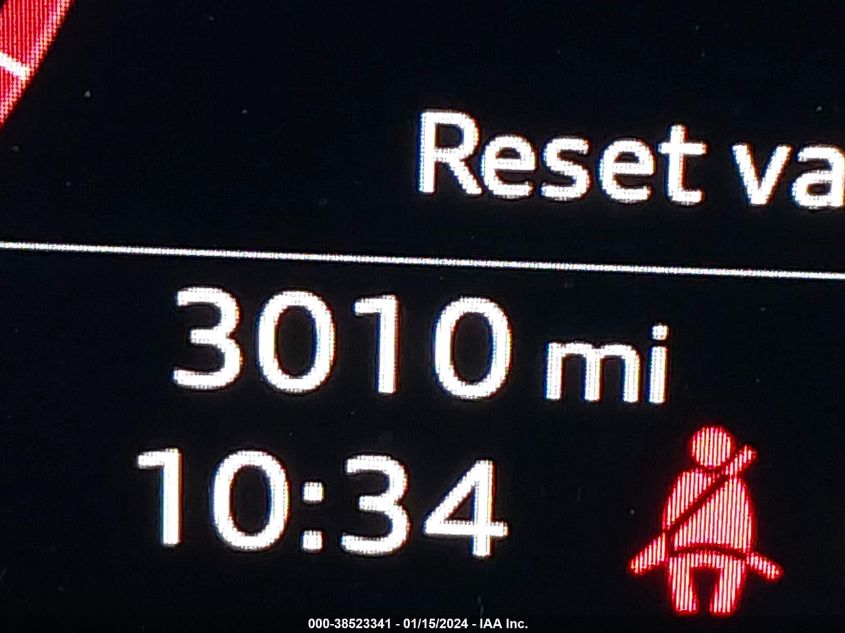 Reset va
3010 mi
10:34
000-38523341 - 01/15/2024 - IAA Inc.